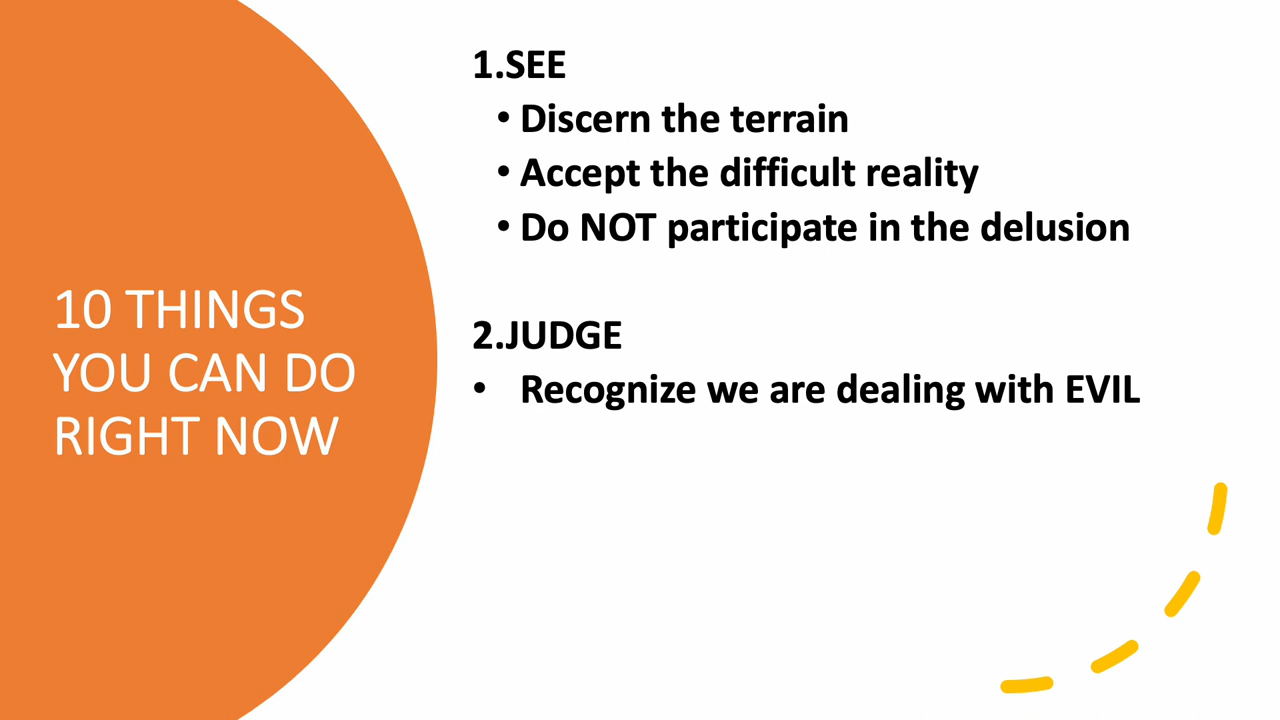 10 THINGS
YOU CAN DO
RIGHT NOW
1.SEE
• Discern the terrain
• Accept the difficult reality
• Do NOT participate in the delusion
2.JUDGE
• Recognize we are dealing with EVIL